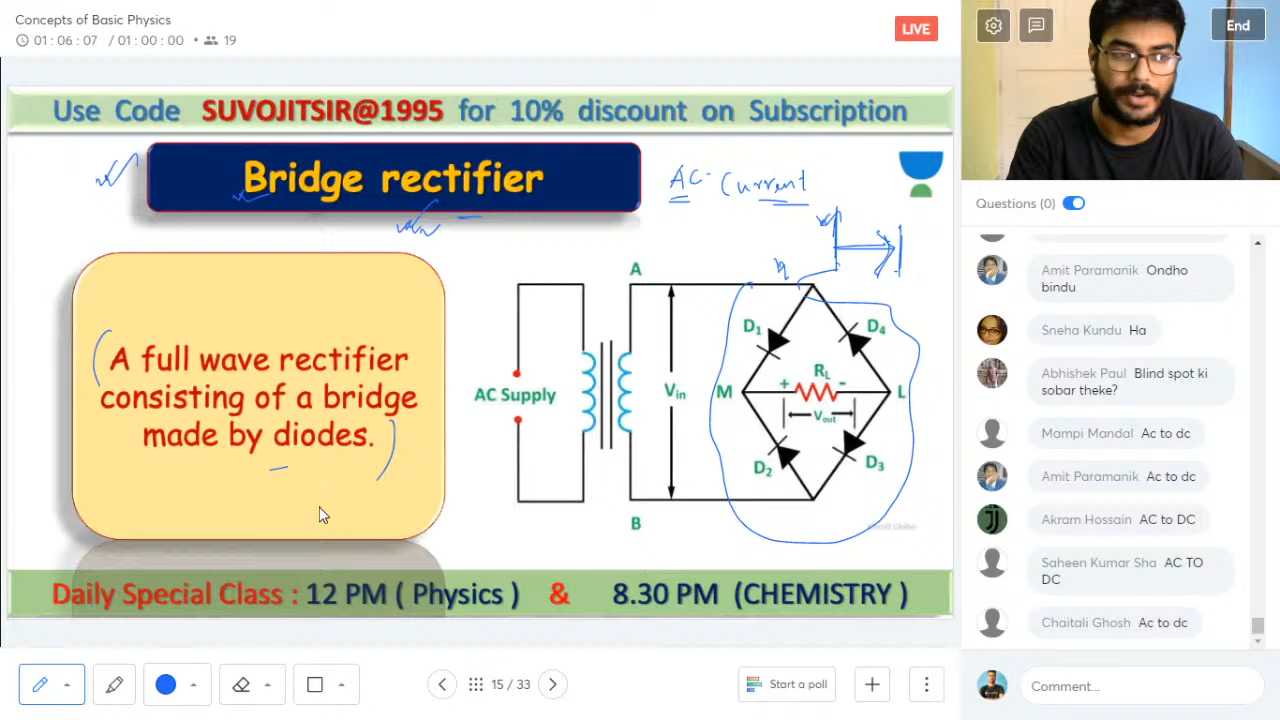 Concepts of Basic Physics
01 : 06 : 07 / 01 : 00 : 00 • 19
LIVE
End
Use Code SUVOJITSIR@1995 for 10% discount on Subscription
Bridge rectifier
AC. Current
Questions (0)
A full wave rectifier
consisting of a bridge
made by diodes.
A
D1
D4
RL
AC Supply
Vin
M
+
-
L
Vout
D2
D3
B
Amit Paramanik Ondho
bindu
Sneha Kundu Ha
Abhishek Paul Blind spot ki
sobar theke?
Mampi Mandal Ac to dc
Amit Paramanik Ac to dc
Akram Hossain AC to DC
Saheen Kumar Sha AC TO
DC
Chaitali Ghosh Ac to dc
Daily Special Class : 12 PM ( Physics ) & 8.30 PM (CHEMISTRY )
15 / 33
Start a poll
Comment...